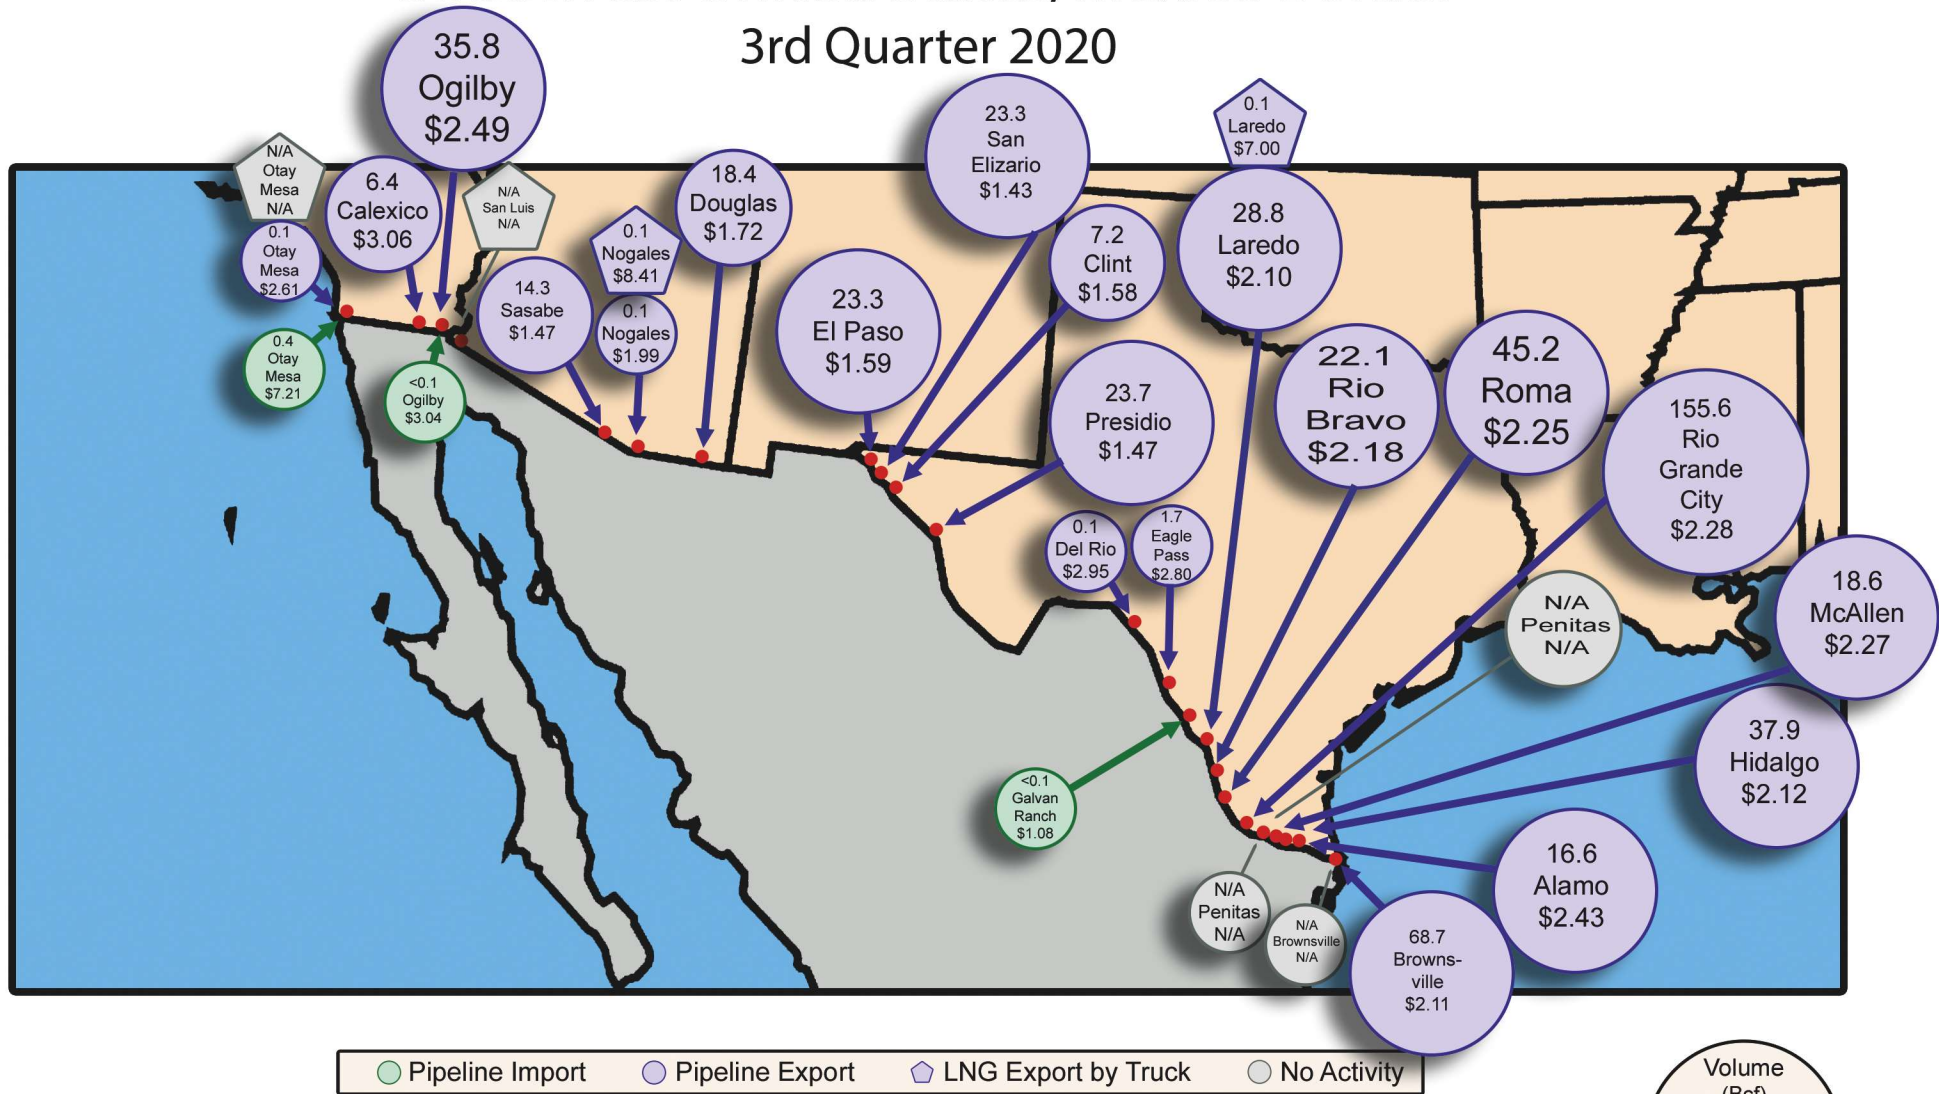 3rd Quarter 2020
35.8
Ogilby
$2.49
N/A
Otay
Mesa
N/A
0.1
Otay
Mesa
$2.61
0.4
Otay
Mesa
$7.21
6.4
Calexico
$3.06
<0.1
Ogilby
$3.04
N/A
San Luis
N/A
14.3
Sasabe
$1.47
0.1
Nogales
$8.41
0.1
Nogales
$1.99
18.4
Douglas
$1.72
23.3
El Paso
$1.59
23.3
San
Elizario
$1.43
7.2
Clint
$1.58
23.7
Presidio
$1.47
0.1
Del Rio
$2.95
1.7
Eagle
Pass
$2.80
0.1
Laredo
$7.00
28.8
Laredo
$2.10
22.1
Rio
Bravo
$2.18
45.2
Roma
$2.25
155.6
Rio
Grande
City
$2.28
N/A
Penitas
N/A
18.6
McAllen
$2.27
37.9
Hidalgo
$2.12
16.6
Alamo
$2.43
68.7
Browns-
ville
$2.11
<0.1
Galvan
Ranch
$1.08
N/A
Penitas
N/A
N/A
Brownsville
N/A
Pipeline Import
Pipeline Export
LNG Export by Truck
No Activity
Volume
(Bcf)